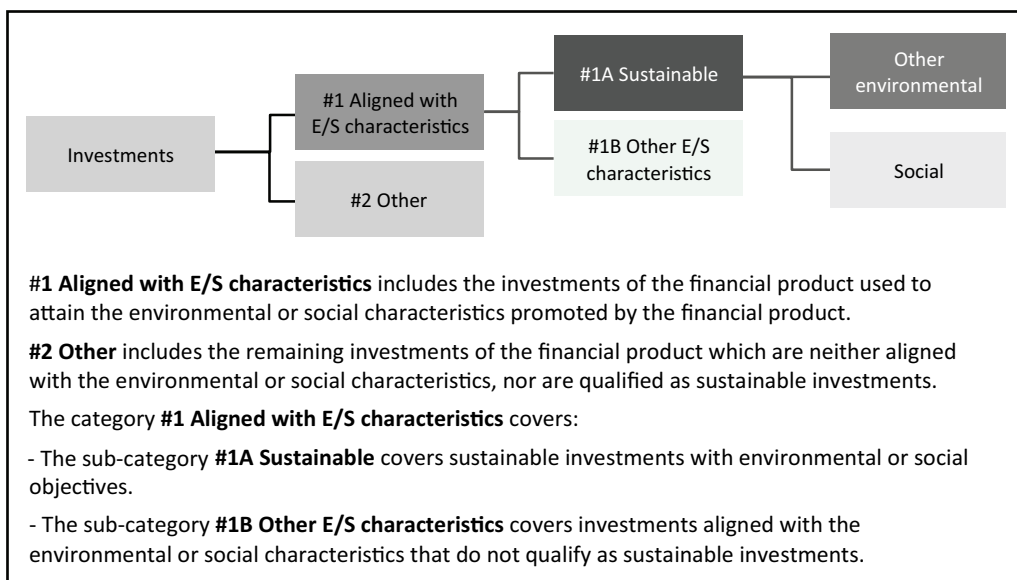 Investments
#1 Aligned with
E/S characteristics
#2 Other
#1A Sustainable
#1B Other E/S
characteristics
Other
environmental
Social
#1 Aligned with E/S characteristics includes the investments of the financial product used to
attain the environmental or social characteristics promoted by the financial product.
#2 Other includes the remaining investments of the financial product which are neither aligned
with the environmental or social characteristics, nor are qualified as sustainable investments.
The category #1 Aligned with E/S characteristics covers:
- The sub-category #1A Sustainable covers sustainable investments with environmental or social
objectives.
- The sub-category #1B Other E/S characteristics covers investments aligned with the
environmental or social characteristics that do not qualify as sustainable investments.